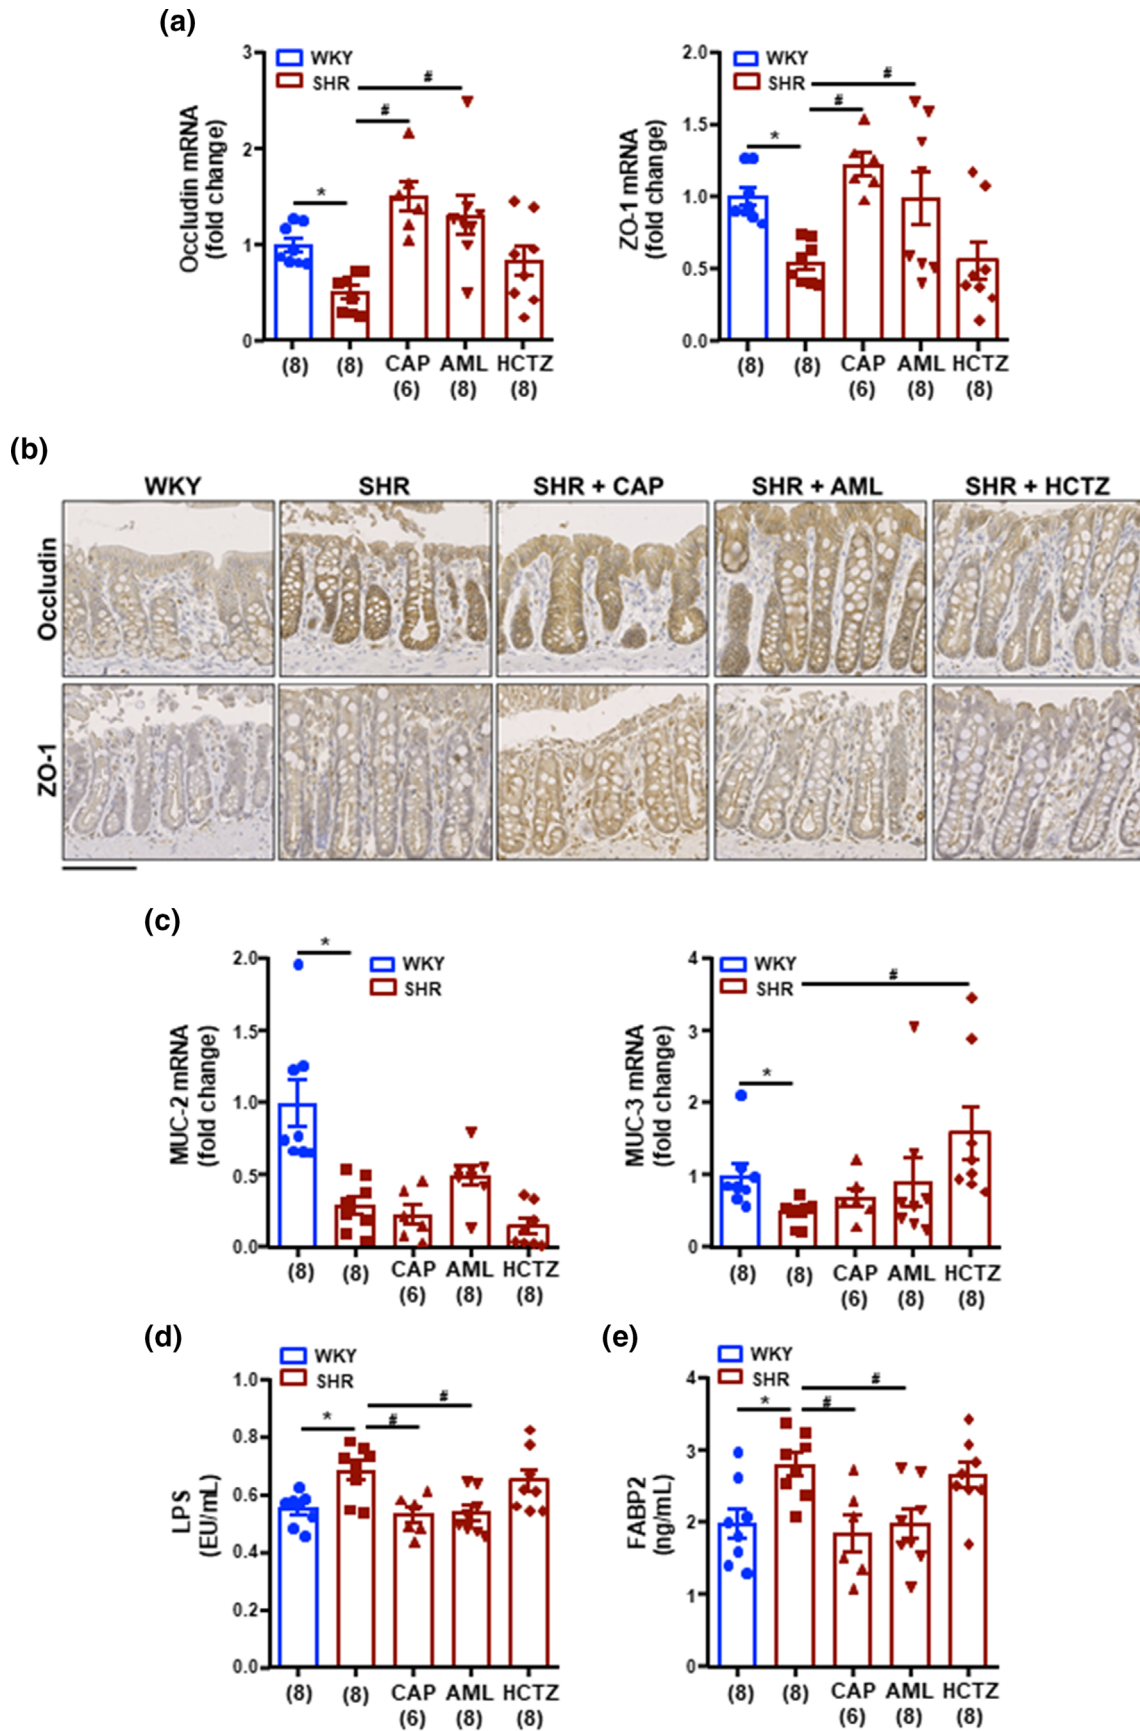 (a)
3
2
1
0
Occludin mRNA
(fold change)
WKY
SHR
*
#
#
(8)
(8)
CAP
(6)
AML
(8)
HCTZ
(8)
2.0
1.5
1.0
0.5
0.0
ZO-1 mRNA
(fold change)
WKY
SHR
*
#
#
(8)
(8)
CAP
(6)
AML
(8)
HCTZ
(8)
(b)
WKY
SHR
SHR + CAP
SHR + AML
SHR + HCTZ
Occludin
ZO-1
(c)
2.0
1.5
1.0
0.5
0.0
MUC-2 mRNA
(fold change)
WKY
SHR
*
(8)
(8)
CAP
(6)
AML
(8)
HCTZ
(8)
4
3
2
1
0
MUC-3 mRNA
(fold change)
WKY
SHR
*
#
(8)
(8)
CAP
(6)
AML
(8)
HCTZ
(8)
(d)
1.0
0.8
0.6
0.4
0.2
0.0
LPS
(EU/mL)
WKY
SHR
*
#
#
(8)
(8)
CAP
(6)
AML
(8)
HCTZ
(8)
(e)
4
3
2
1
0
FABP2
(ng/mL)
WKY
SHR
*
#
#
(8)
(8)
CAP
(6)
AML
(8)
HCTZ
(8)